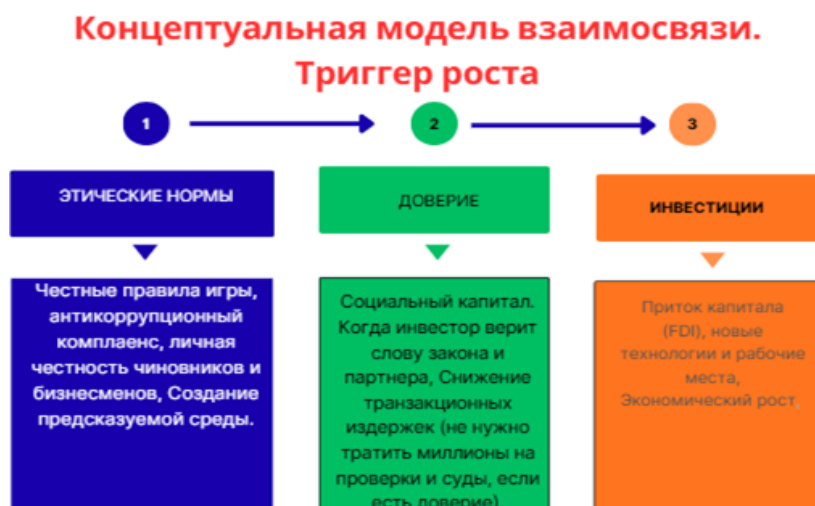 Концептуальная модель взаимосвязи.
Триггер роста
1
2
3
ЭТИЧЕСКИЕ НОРМЫ
ДОВЕРИЕ
ИНВЕСТИЦИИ
Честные правила игры,
антикоррупционный
комплаенс, личная
честность чиновников и
бизнесменов, Создание
предсказуемой среды.
Социальный капитал.
Когда инвестор верит
слову закона и
партнера, Снижение
транзакционных
издержек (не нужно
тратить миллионы на
проверки и суды, если
есть доверие)
Приток капитала
(FDI), новые
технологии и рабочие
места,
Экономический рост.